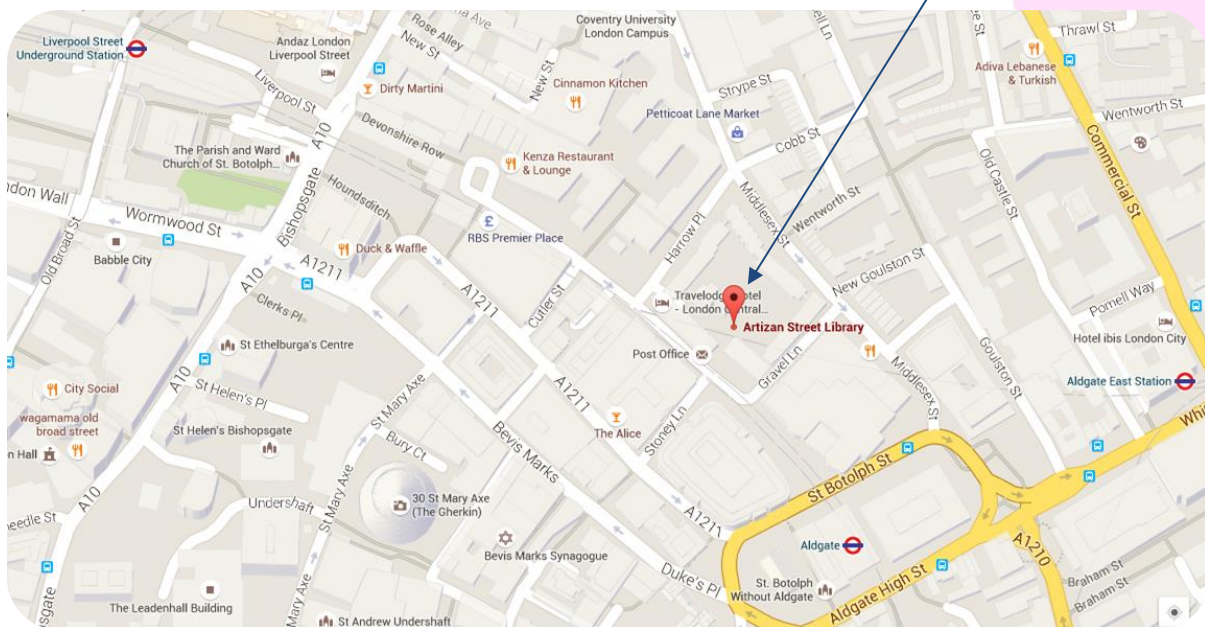 Liverpool Street
Underground Station
Andaz London
Liverpool Street
Rose Alley
New St
Coventry University
London Campus
Thrawl St
Adiva Lebanese
& Turkish
Liverpool St
A10
Dirty Martini
New St
Cinnamon Kitchen
Strype St
Petticoat Lane Market
Wentworth St
Commercial St
Devonshire Row
Cobb St
The Parish and Ward
Church of St. Botolph...
Kenza Restaurant
& Lounge
Old Castle St
Houndsditch
Middlesex St
Wentworth St
Wormwood St
Bishopsgate
RBS Premier Place
Harrow Pl
Babble City
Old Broad St
Duck & Waffle
A1211
A10
A1211
Clerks Pl
Cutler St
New Goulston St
Artizan Street Library
Pomell Way
Hotel ibis London City
St Ethelburga's Centre
Post Office
Gravel Ln
Goulston St
City Social
A10
St Helen's Pl
St Mary Axe
A1211
Middlesex St
Aldgate East Station
wagamama old
broad street
St Helen's Bishopsgate
Bury Ct
Bevis Marks
The Alice
Stoney Ln
A10
Undershaft
St Mary Axe
30 St Mary Axe
(The Gherkin)
St Botolph St
A1211
Bevis Marks Synagogue
Aldgate
A1210
Duke's Pl
St. Botolph
Without Aldgate
Aldgate High St
Braham St
Braham St
The Leadenhall Building
St Andrew Undershaft